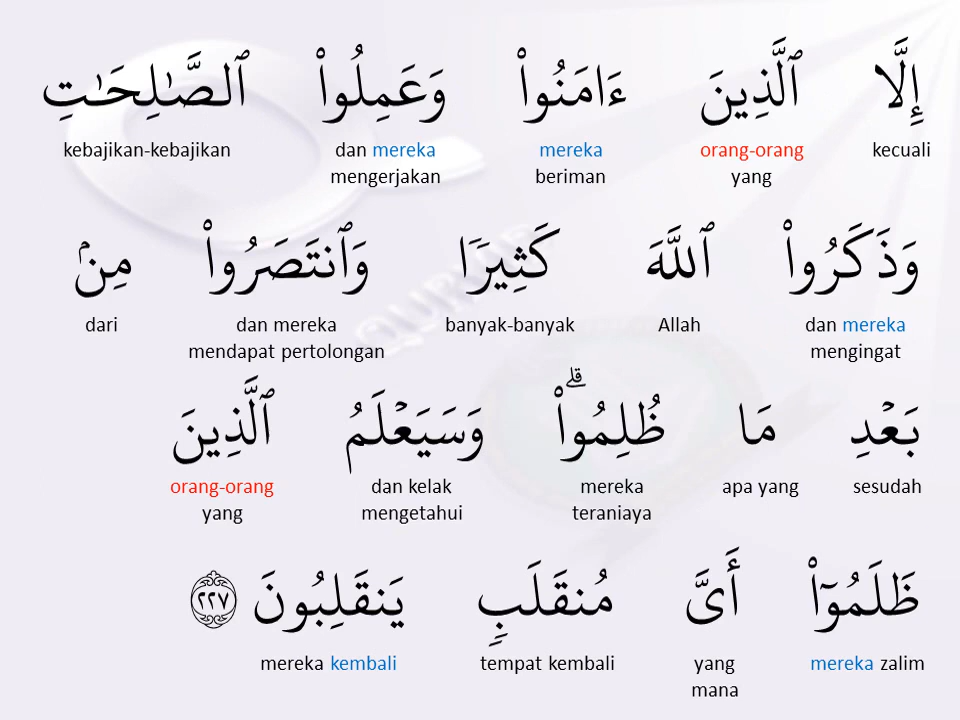 إِلَّا ٱلَّذِينَ ءَامَنُوا۟ وَعَمِلُوا۟ ٱلصَّـٰلِحَـٰتِ
kecuali orang-orang yang mereka beriman dan mereka mengerjakan kebajikan-kebajikan
وَذَكَرُوا۟ ٱللَّهَ كَثِيرًۭا وَٱنتَصَرُوا۟ مِنۢ
dan mereka mengingat Allah banyak-banyak dan mereka mendapat pertolongan dari
بَعْدِ مَا ظُلِمُوا۟ ۗ وَسَيَعْلَمُ ٱلَّذِينَ
sesudah apa yang mereka teraniaya dan kelak mengetahui orang-orang yang
ظَلَمُوٓا۟ أَىَّ مُنقَلَبٍۢ يَنقَلِبُونَ ٢٢٧
mereka zalim yang mana tempat kembali mereka kembali